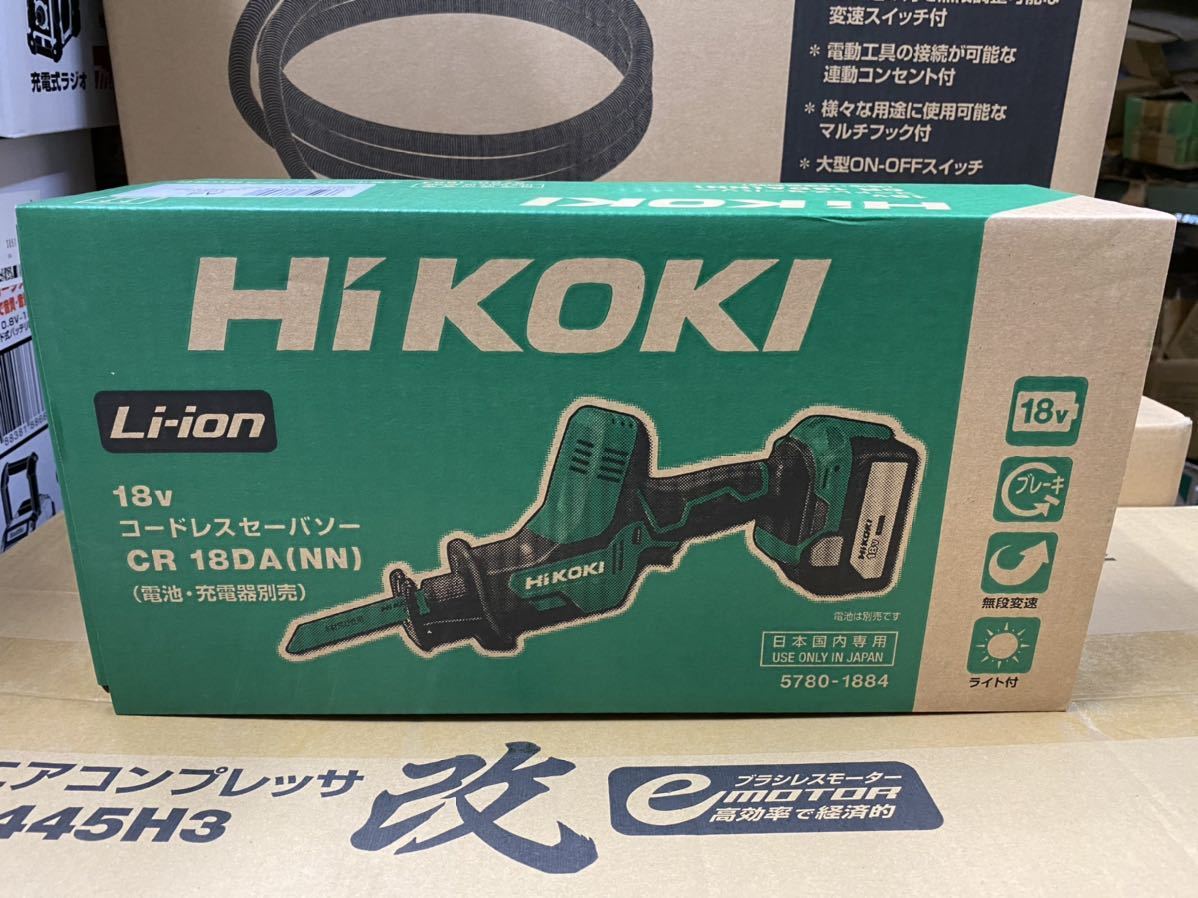 変速スイッチ付
* 電動工具の接続が可能な
連動コンセント付
* 様々な用途に使用可能な
マルチフック付
* 大型ON-OFFスイッチ
充電式ラジオ
HiKOKI
HiKOKI
HiKOKI
Li-ion
18v
コードレスセーバソー
CR 18DA(NN)
(電池・充電器別売)
HiKOKI
HiKOKI
18V
電池は別売です
日本国内専用
USE ONLY IN JAPAN
5780-1884
18v
ブレーキ
無段変速
ライト付
エアコンプレッサ
445H3
改
ブラシレスモーター
e MOTOR
高効率で経済的